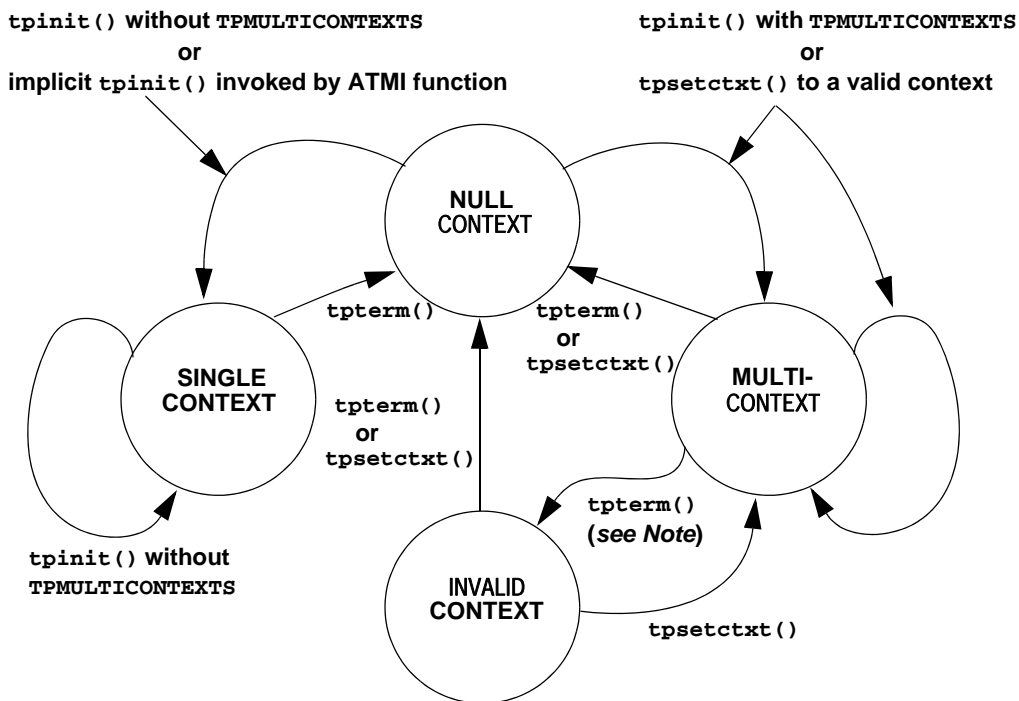 tpinit() without TPMULTICONTEXTS
or
implicit tpinit() invoked by ATMI function
tpinit() with TPMULTICONTEXTS
or
tpsetctxt() to a valid context
NULL
CONTEXT
tpterm()
tpterm()
or
tpsetctxt()
SINGLE
CONTEXT
MULTI-
CONTEXT
tpterm()
or
tpsetctxt()
tpterm()
(see Note)
tpinit() without
TPMULTICONTEXTS
INVALID
CONTEXT
tpsetctxt()